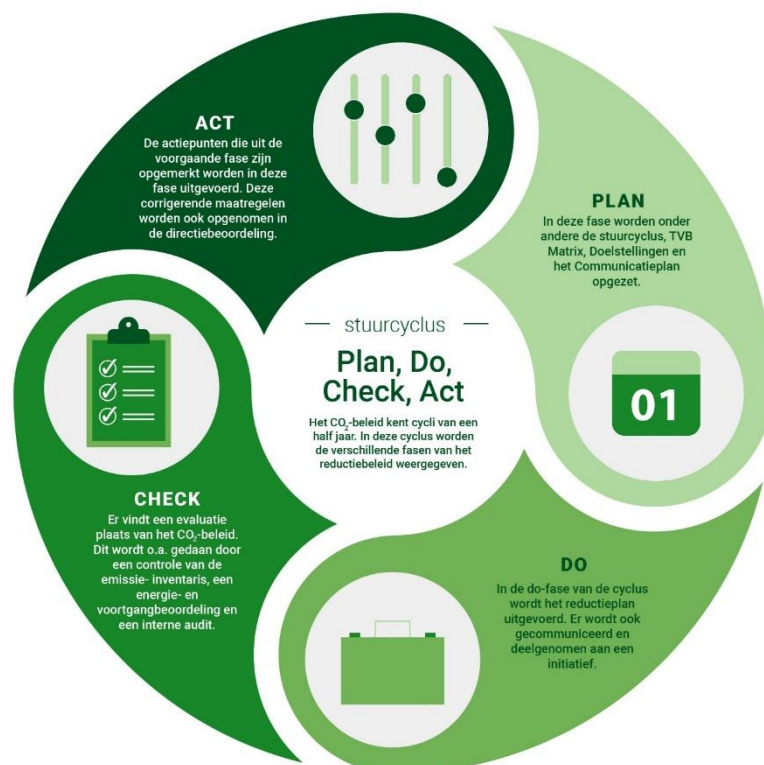 ACT
De actiepunten die uit de
voorgaande fase zijn
opgemerkt worden in deze
fase uitgevoerd. Deze
corrigerende maatregelen
worden ook opgenomen in
de directiebeoordeling.
PLAN
In deze fase worden onder
andere de stuurcyclus, TVB
Matrix, Doelstellingen en
het Communicatieplan
opgezet.
01
stuurcyclus
Plan, Do,
Check, Act
Het CO₂-beleid kent cycli van een
half jaar. In deze cyclus worden
de verschillende fasen van het
reductiebeleid weergegeven.
CHECK
Er vindt een evaluatie
plaats van het CO₂-beleid.
Dit wordt o.a. gedaan door
een controle van de
emissie- inventaris, een
energie- en
voortgangbeoordeling en
een interne audit.
DO
In de do-fase van de cyclus
wordt het reductieplan
uitgevoerd. Er wordt ook
gecommuniceerd en
deelgenomen aan een
initiatief.